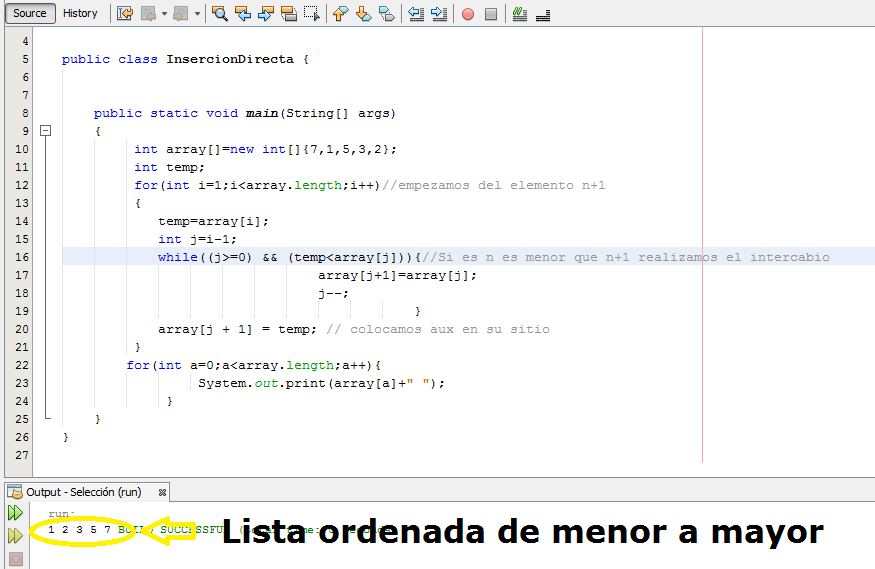 Source History
4
5 public class InsercionDirecta {
6
7
8 public static void main(String[] args)
9 {
10 int array[]=new int[]{7,1,5,3,2};
11 int temp;
12 for(int i=1;i<array.length;i++)//empezamos del elemento n+1
13 {
14 temp=array[i];
15 int j=i-1;
16 while((j>=0) && (temp<array[j])){//Si es n es menor que n+1 realizamos el intercabio
17 array[j+1]=array[j];
18 j--;
19 }
20 array[j + 1] = temp; // colocamos aux en su sitio
21 }
22 for(int a=0;a<array.length;a++){
23 System.out.print(array[a]+" ");
24 }
25 }
26 }
27
Output - Selección (run)
run:
1 2 3 5 7 SUCCESSFUL
Lista ordenada de menor a mayor